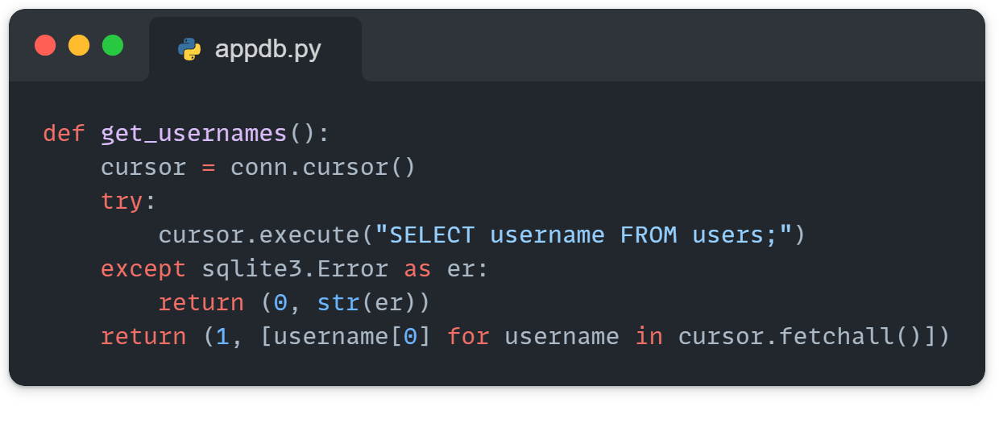 appdb.py
def get_usernames():
    cursor = conn.cursor()
    try:
        cursor.execute("SELECT username FROM users;")
    except sqlite3.Error as er:
        return (0, str(er))
    return (1, [username[0] for username in cursor.fetchall()])